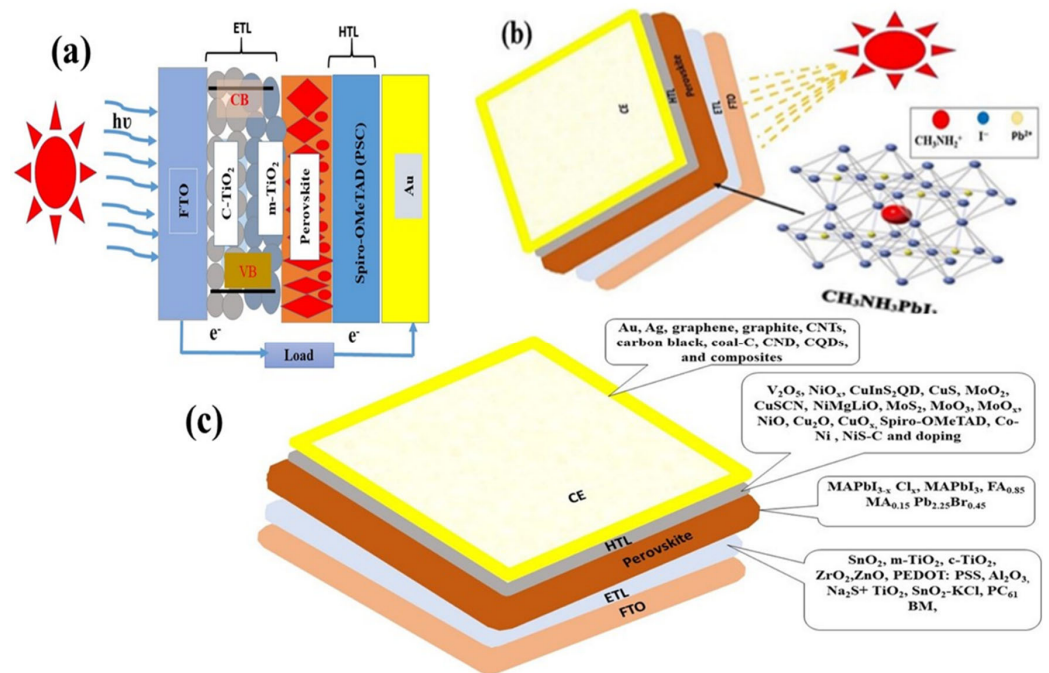 (a)
ETL
HTL
hυ
FTO
C-TiO₂
CB
VB
m-TiO₂
Perovskite
Spiro-OMeTAD (PSC)
Au
e⁻
Load
e⁻
(b)
CE
HTL
Perovskite
ETL
FTO
CH₃NH₂⁺
I⁻
Pb²⁺
CH₃NH₃PbI
(c)
CE
HTL
Perovskite
ETL
FTO
Au, Ag, graphene, graphite, CNTs,
carbon black, coal-C, CND, CQDs,
and composites
V₂O₅, NiOₓ, CuInS₂QD, CuS, MoO₂,
CuSCN, NiMgLiO, MoS₂, MoO₃, MoOₓ,
NiO, Cu₂O, CuOₓ, Spiro-OMeTAD, Co-
Ni , NiS-C and doping
MAPbI₃₋ₓ Clₓ, MAPbI₃, FA₀.₈₅
MA₀.₁₅ Pb₂.₂₅Br₀.₄₅
SnO₂, m-TiO₂, c-TiO₂,
ZrO₂,ZnO, PEDOT: PSS, Al₂O₃,
Na₂S+ TiO₂, SnO₂-KCl, PC₆₁
BM,